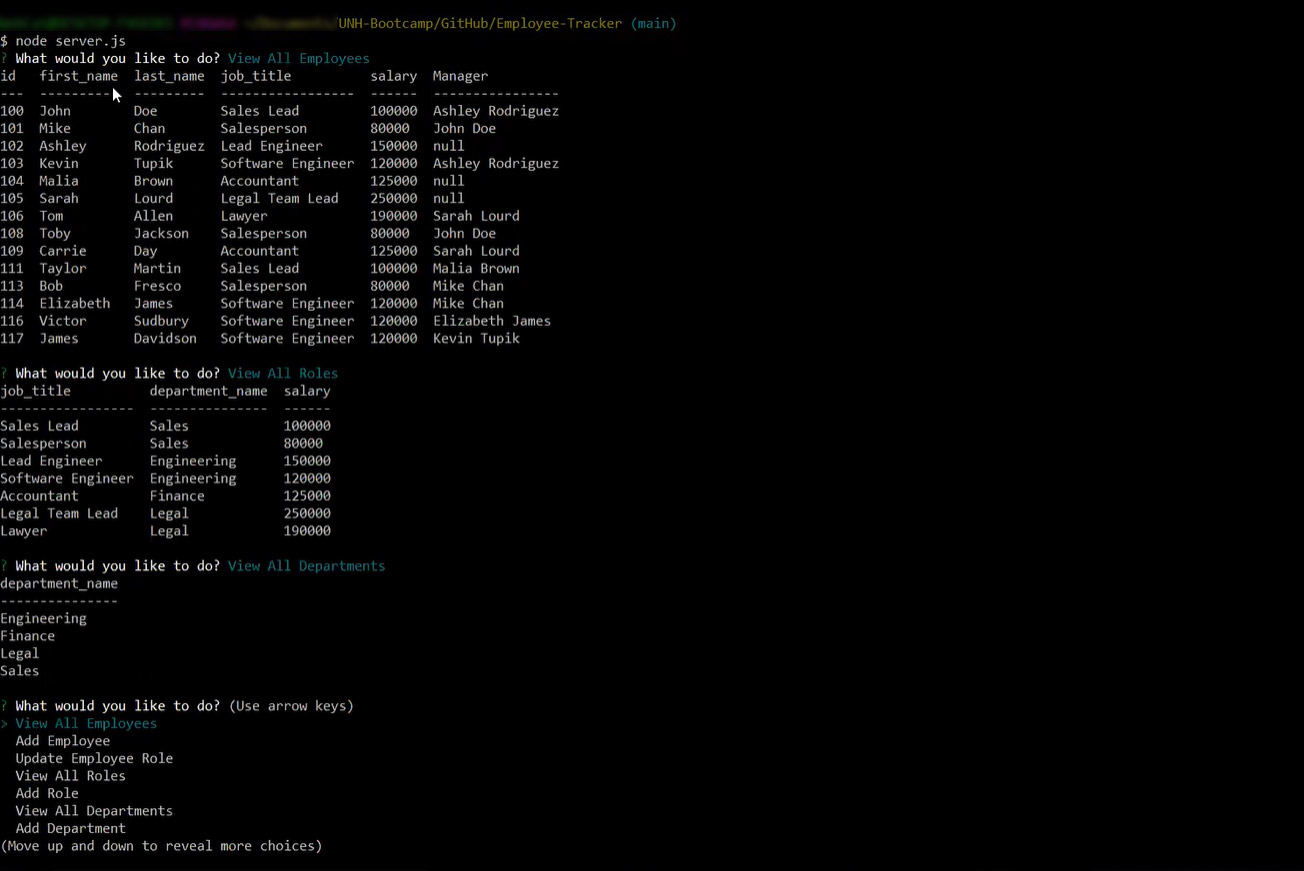 UNH-Bootcamp/GitHub/Employee-Tracker (main)
$ node server.js
? What would you like to do? View All Employees
id   first_name  last_name  job_title          salary  Manager
---  ----------  ---------  -----------------  ------  ----------------
100  John        Doe        Sales Lead         100000  Ashley Rodriguez
101  Mike        Chan       Salesperson        80000   John Doe
102  Ashley      Rodriguez  Lead Engineer      150000  null
103  Kevin       Tupik      Software Engineer  120000  Ashley Rodriguez
104  Malia       Brown      Accountant         125000  null
105  Sarah       Lourd      Legal Team Lead    250000  null
106  Tom         Allen      Lawyer             190000  Sarah Lourd
108  Toby        Jackson    Salesperson        80000   John Doe
109  Carrie      Day        Accountant         125000  Sarah Lourd
111  Taylor      Martin     Sales Lead         100000  Malia Brown
113  Bob         Fresco     Salesperson        80000   Mike Chan
114  Elizabeth   James      Software Engineer  120000  Mike Chan
116  Victor      Sudbury    Software Engineer  120000  Elizabeth James
117  James       Davidson   Software Engineer  120000  Kevin Tupik
? What would you like to do? View All Roles
job_title          department_name  salary
-----------------  ---------------  ------
Sales Lead         Sales            100000
Salesperson        Sales            80000
Lead Engineer      Engineering      150000
Software Engineer  Engineering      120000
Accountant         Finance          125000
Legal Team Lead    Legal            250000
Lawyer             Legal            190000
? What would you like to do? View All Departments
department_name
---------------
Engineering
Finance
Legal
Sales
? What would you like to do? (Use arrow keys)
> View All Employees
  Add Employee
  Update Employee Role
  View All Roles
  Add Role
  View All Departments
  Add Department
(Move up and down to reveal more choices)